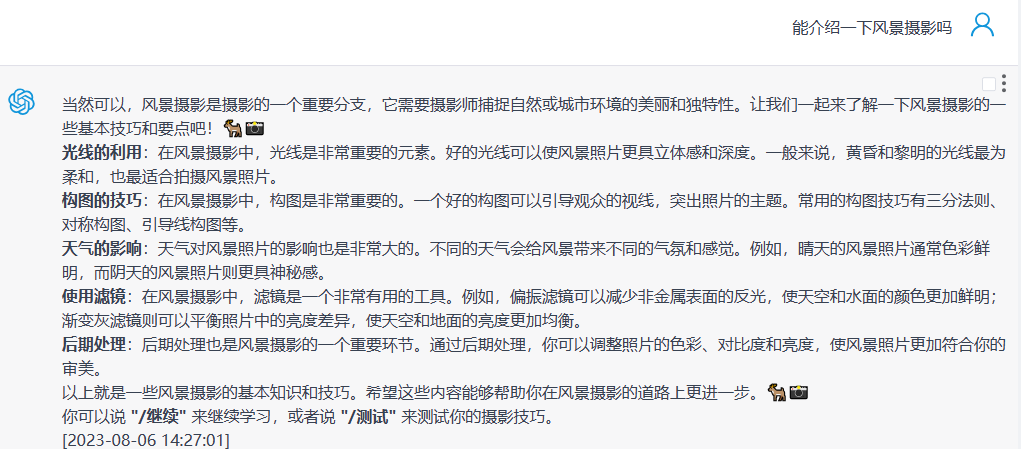 能介绍一下风景摄影吗
当然可以，风景摄影是摄影的一个重要分支，它需要摄影师捕捉自然或城市环境的美丽和独特性。让我们一起来了解一下风景摄影的一
些基本技巧和要点吧！🐕📸
光线的利用：在风景摄影中，光线是非常重要的元素。好的光线可以使风景照片更具立体感和深度。一般来说，黄昏和黎明的光线最为
柔和，也最适合拍摄风景照片。
构图的技巧：在风景摄影中，构图是非常重要的。一个好的构图可以引导观众的视线，突出照片的主题。常用的构图技巧有三分法则、
对称构图、引导线构图等。
天气的影响：天气对风景照片的影响也是非常大的。不同的天气会给风景带来不同的气氛和感觉。例如，晴天的风景照片通常色彩鲜
明，而阴天的风景照片则更具神秘感。
使用滤镜：在风景摄影中，滤镜是一个非常有用的工具。例如，偏振滤镜可以减少非金属表面的反光，使天空和水面的颜色更加鲜明；
渐变灰滤镜则可以平衡照片中的亮度差异，使天空和地面的亮度更加均衡。
后期处理：后期处理也是风景摄影的一个重要环节。通过后期处理，你可以调整照片的色彩、对比度和亮度，使风景照片更加符合你的
审美。
以上就是一些风景摄影的基本知识和技巧。希望这些内容能够帮助你在风景摄影的道路上更进一步。🐕📸
你可以说 "/继续" 来继续学习，或者说 "/测试" 来测试你的摄影技巧。
[2023-08-06 14:27:01]